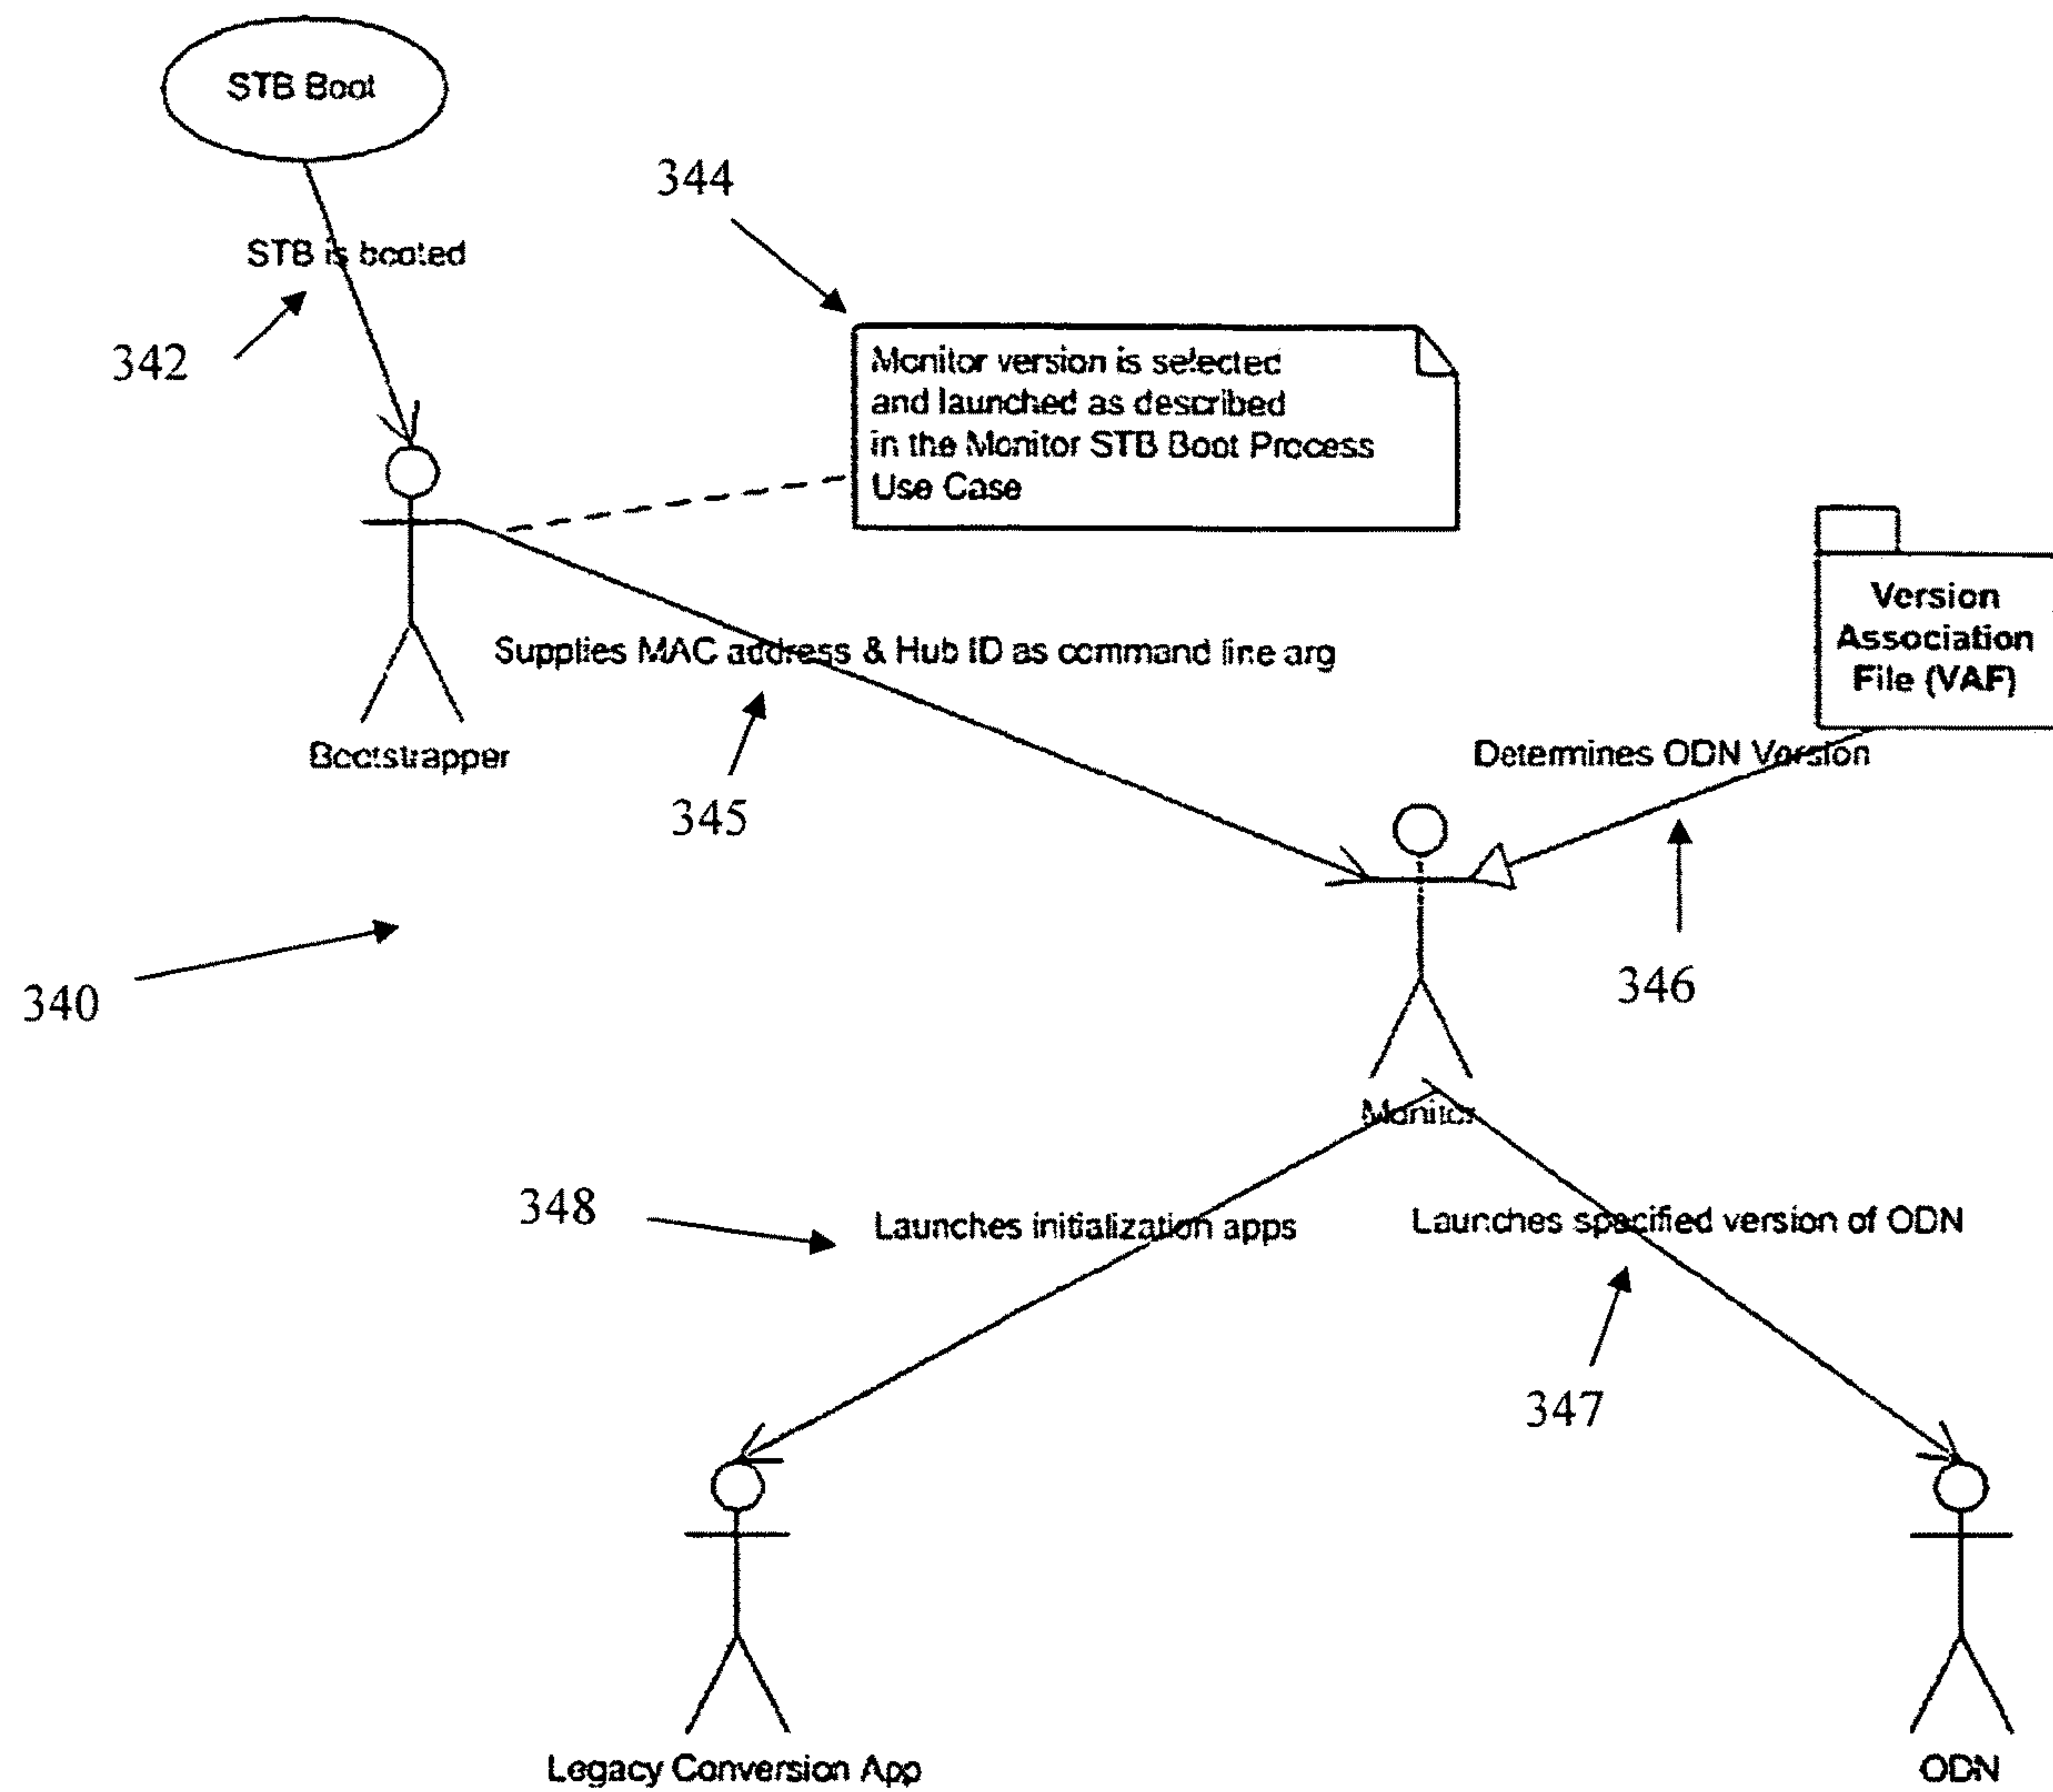 STB Boot
344
STB is booted
342
Monitor version is selected
and launched as described
in the Monitor STB Boot Process
Use Case
Version
Association
File (VAF)
Supplies MAC address & Hub ID as command line arg
Bootstrapper
Determines ODN Version
345
340
346
Monitor
348
Launches initialization apps
Launches specified version of ODN
347
Legacy Conversion App
ODN